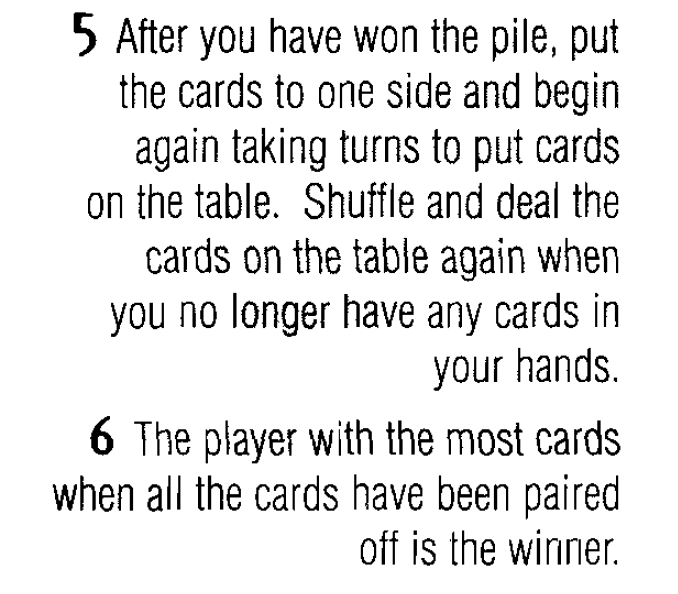 5 After you have won the pile, put
the cards to one side and begin
again taking turns to put cards
on the table. Shuffle and deal the
cards on the table again when
you no longer have any cards in
your hands.
6 The player with the most cards
when all the cards have been paired
off is the winner.